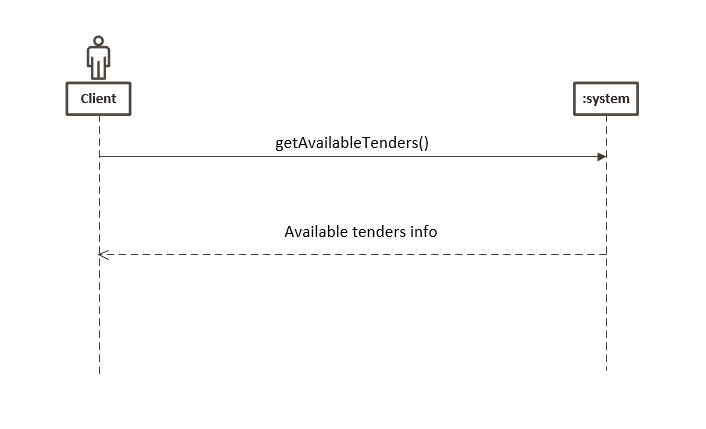 Client
:system
getAvailableTenders()
Available tenders info